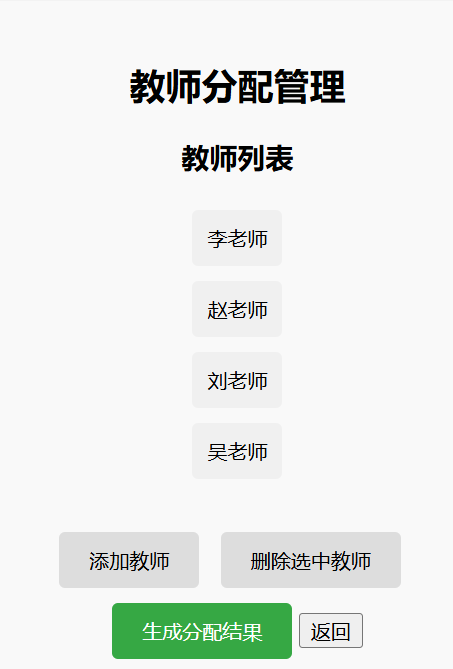 教师分配管理
教师列表
李老师
赵老师
刘老师
吴老师
添加教师 删除选中教师
生成分配结果 返回